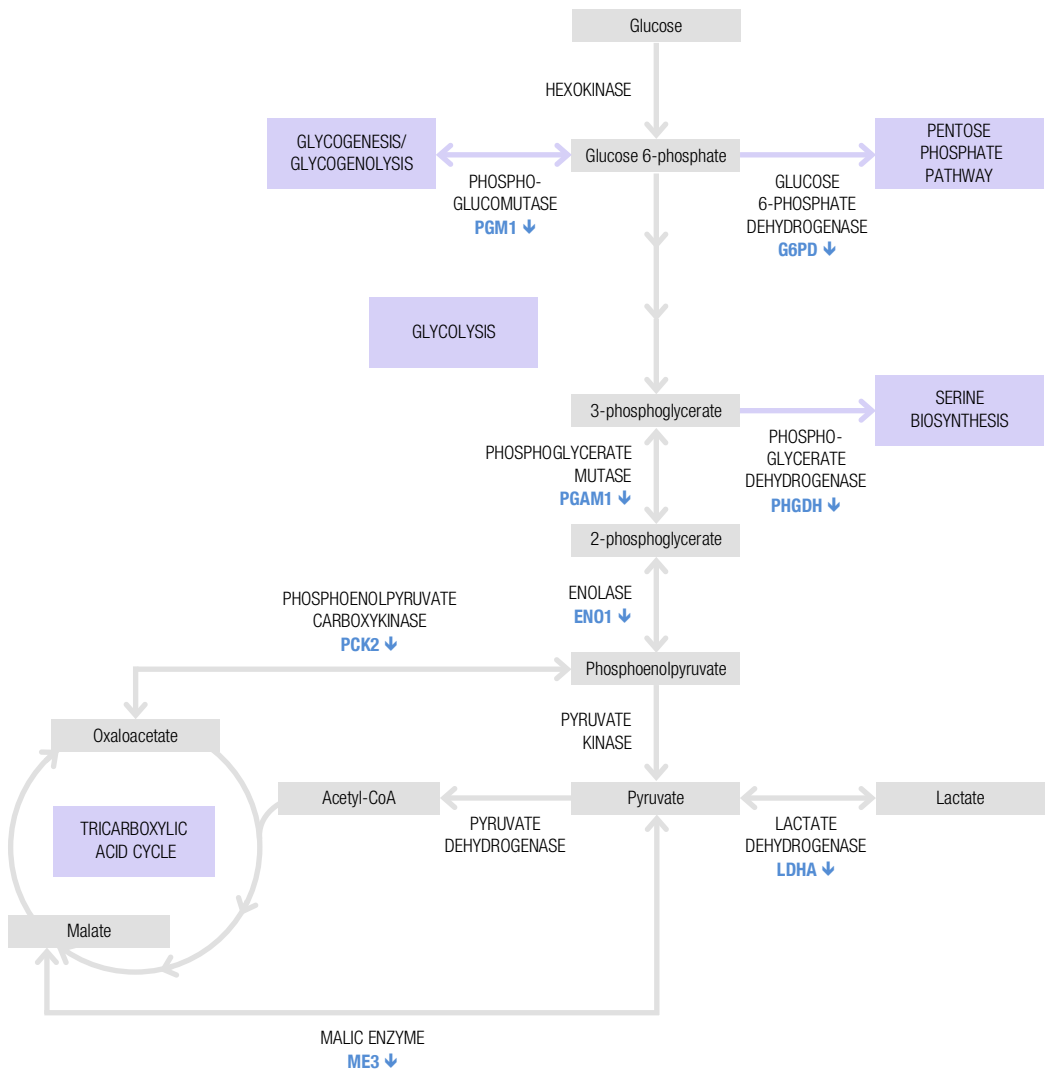 Glucose
HEXOKINASE
GLYCOGENESIS/
GLYCOGENOLYSIS
Glucose 6-phosphate
PENTOSE
PHOSPHATE
PATHWAY
PHOSPHO-
GLUCOMUTASE
PGM1 ↓
GLUCOSE
6-PHOSPHATE
DEHYDROGENASE
G6PD ↓
GLYCOLYSIS
3-phosphoglycerate
SERINE
BIOSYNTHESIS
PHOSPHOGLYCERATE
MUTASE
PGAM1 ↓
PHOSPHO-
GLYCERATE
DEHYDROGENASE
PHGDH ↓
2-phosphoglycerate
PHOSPHOENOLPYRUVATE
CARBOXYKINASE
PCK2 ↓
ENOLASE
ENO1 ↓
Phosphoenolpyruvate
Oxaloacetate
PYRUVATE
KINASE
Acetyl-CoA
Pyruvate
Lactate
TRICARBOXYLIC
ACID CYCLE
PYRUVATE
DEHYDROGENASE
LACTATE
DEHYDROGENASE
LDHA ↓
Malate
MALIC ENZYME
ME3 ↓